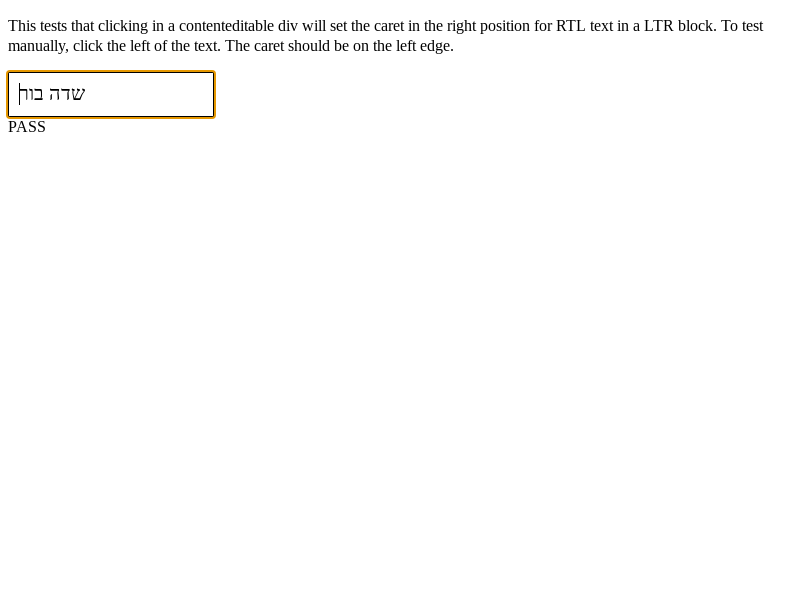 This tests that clicking in a contenteditable div will set the caret in the right position for RTL text in a LTR block. To test
manually, click the left of the text. The caret should be on the left edge.
שדה בור
PASS